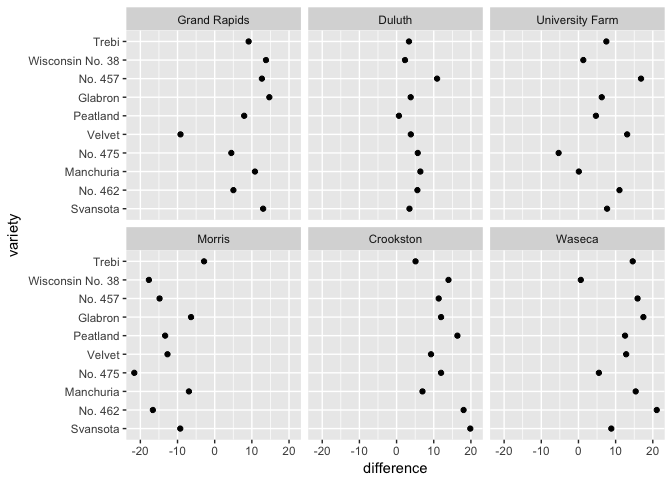 Grand Rapids Duluth University Farm
Trebi
Wisconsin No. 38
No. 457
Glabron
Peatland
Velvet
No. 475
Manchuria
No. 462
Svansota
variety
Morris Crookston Waseca
Trebi
Wisconsin No. 38
No. 457
Glabron
Peatland
Velvet
No. 475
Manchuria
No. 462
Svansota
-20 -10 0 10 20 -20 -10 0 10 20 -20 -10 0 10 20
difference